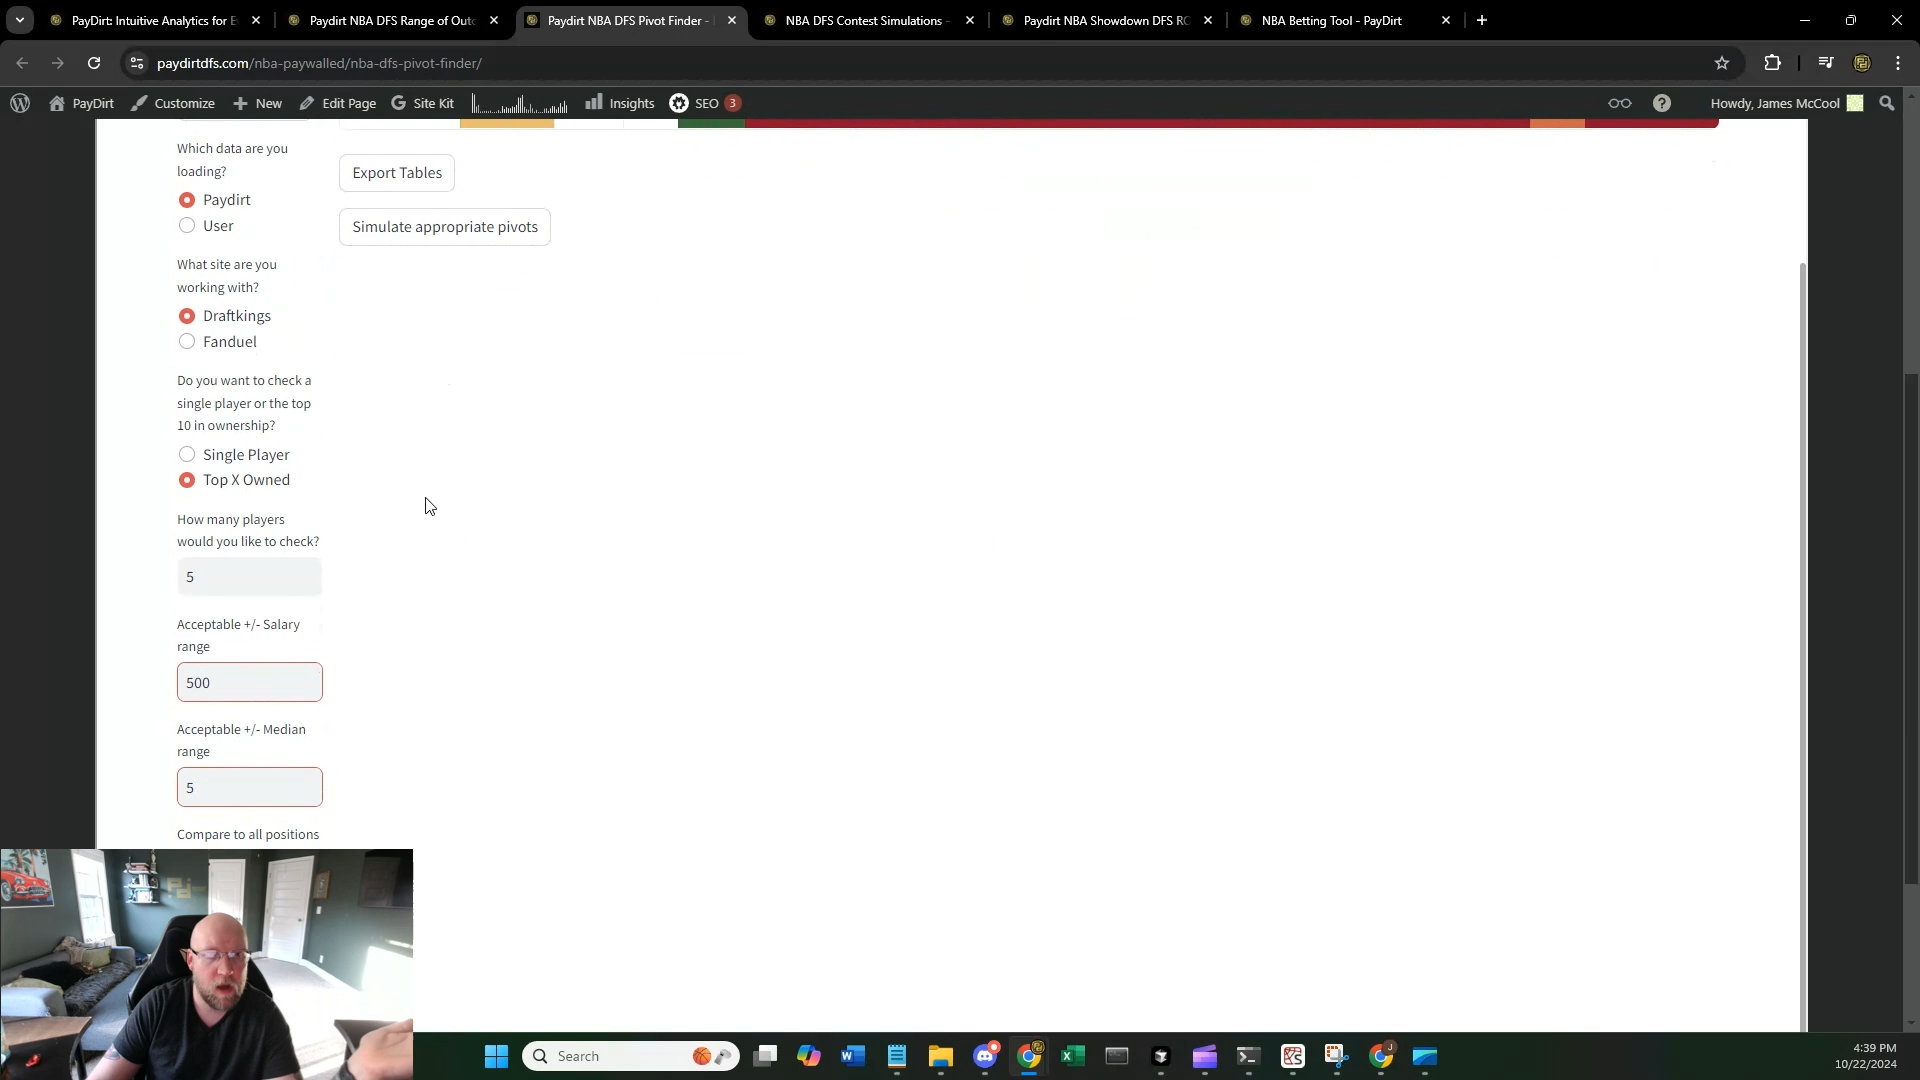 PayDirt: Intuitive Analytics for E
Paydirt NBA DFS Range of Outc
Paydirt NBA DFS Pivot Finder -
NBA DFS Contest Simulations -
Paydirt NBA Showdown DFS RO
NBA Betting Tool - PayDirt
paydirtdfs.com/nba-paywalled/nba-dfs-pivot-finder/
PayDirt
Customize
New
Edit Page
Site Kit
Insights
SEO
3
Howdy, James McCool
Which data are you
loading?
Paydirt
User
What site are you
working with?
Draftkings
Fanduel
Do you want to check a
single player or the top
10 in ownership?
Single Player
Top X Owned
How many players
would you like to check?
5
Acceptable +/- Salary
range
500
Acceptable +/- Median
range
5
Compare to all positions
Export Tables
Simulate appropriate pivots
Search
4:39 PM
10/22/2024